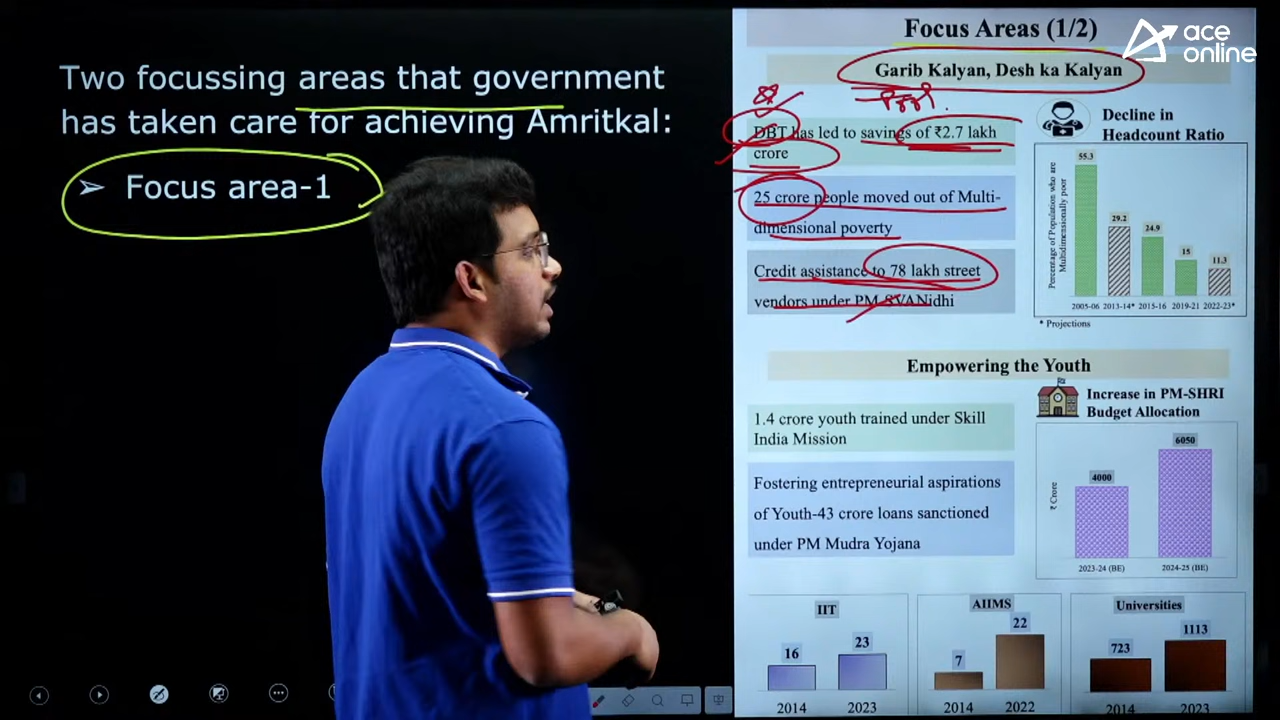 Two focussing areas that government
has taken care for achieving Amritkal:
➢ Focus area-1
ace
online
Focus Areas (1/2)
Garib Kalyan, Desh ka Kalyan
DBT has led to savings of ₹2.7 lakh
crore
25 crore people moved out of Multi-
dimensional poverty
Credit assistance to 78 lakh street
vendors under PM-SVANidhi
Decline in
Headcount Ratio
Percentage of Population who are
Multidimensionally poor
55.3
29.2
24.9
15
11.3
2005-06 2013-14* 2015-16 2019-21 2022-23*
* Projections
Empowering the Youth
1.4 crore youth trained under Skill
India Mission
Fostering entrepreneurial aspirations
of Youth-43 crore loans sanctioned
under PM Mudra Yojana
Increase in PM-SHRI
Budget Allocation
₹ Crore
4000
6050
2023-24 (BE) 2024-25 (BE)
IIT
16
23
2014 2023
AIIMS
7
22
2014 2022
Universities
723
1113
2014 2023